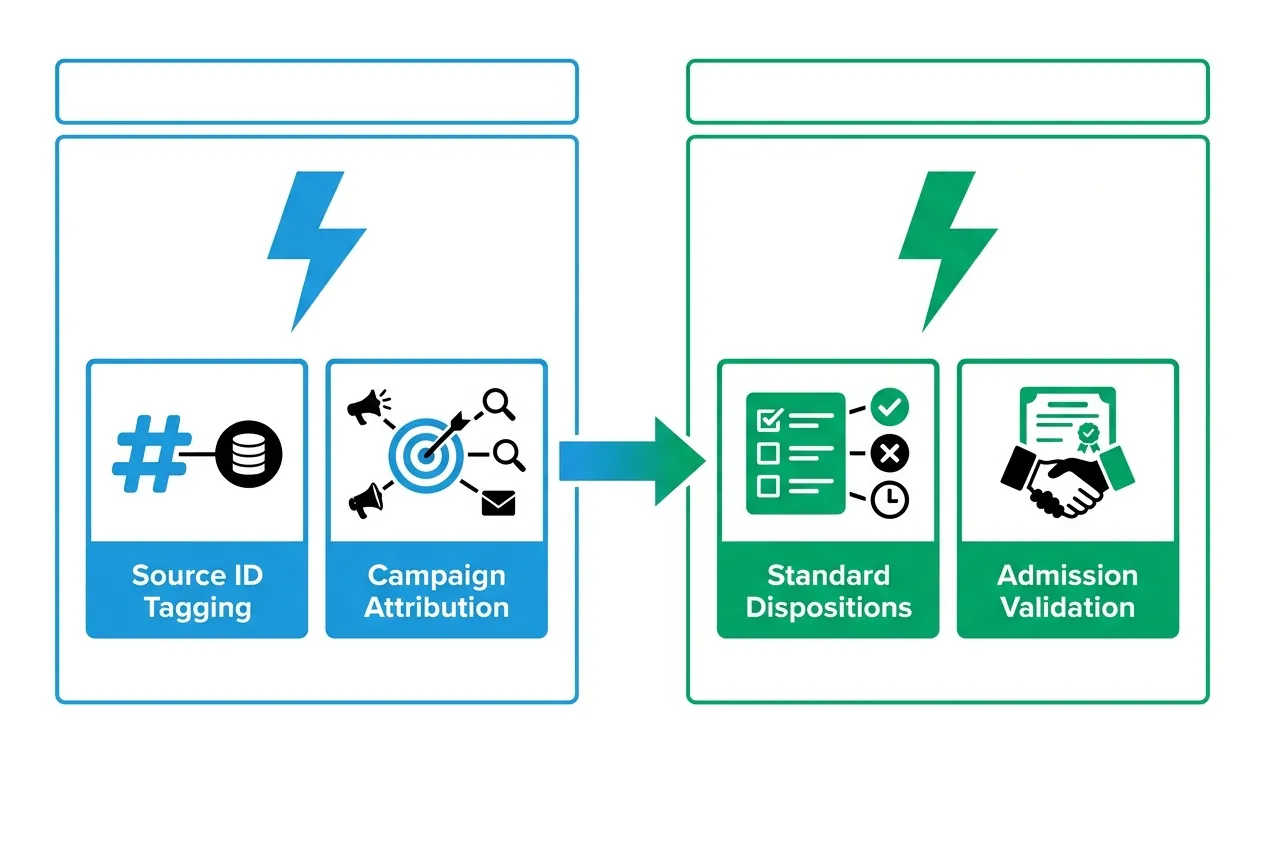 Source ID
Tagging
Campaign
Attribution
Standard
Dispositions
Admission
Validation